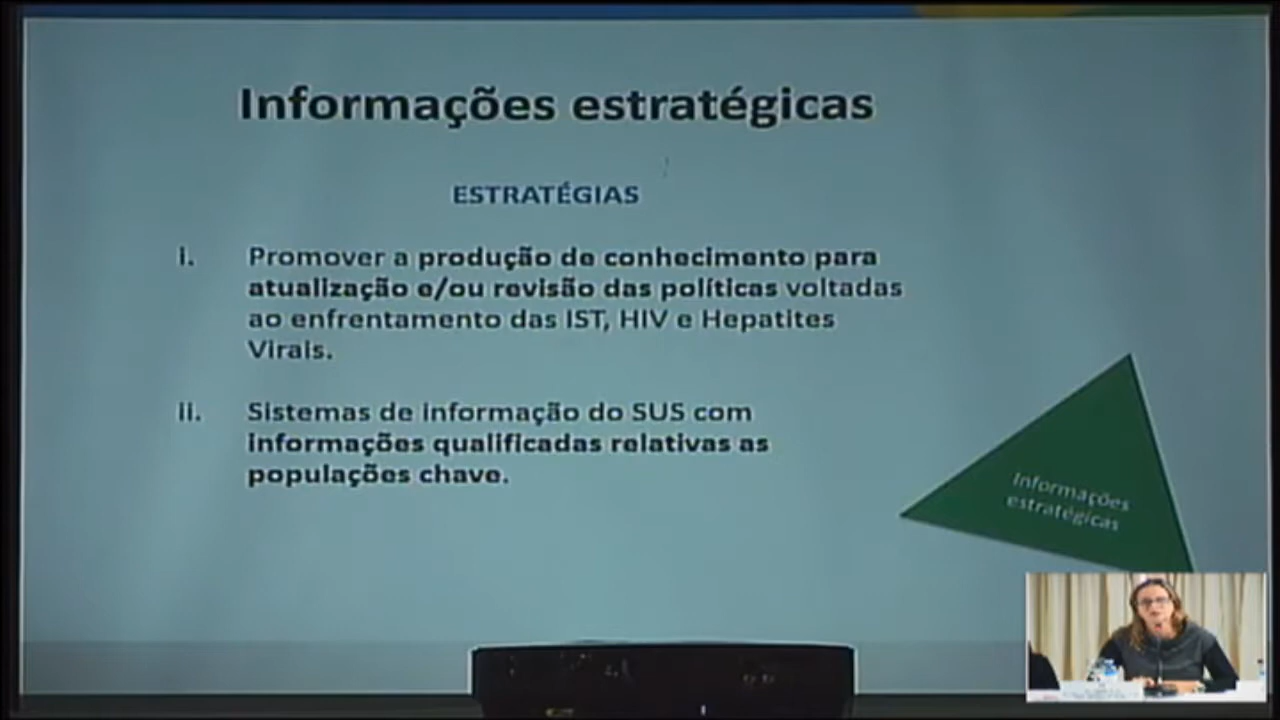 Informações estratégicas
ESTRATÉGIAS
i. Promover a produção de conhecimento para
atualização e/ou revisão das políticas voltadas
ao enfrentamento das IST, HIV e Hepatites
Virais.
ii. Sistemas de informação do SUS com
informações qualificadas relativas as
populações chave.
Informações
estratégicas